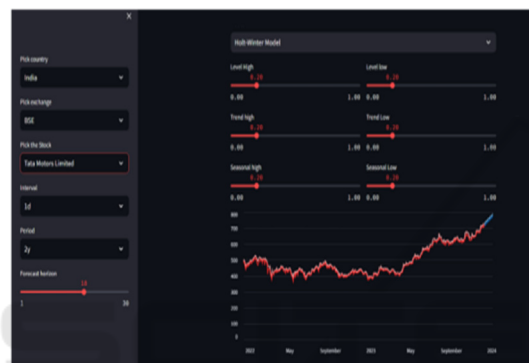 X
Pick country
India
Pick exchange
BSE
Pick the Stock
Tata Motors Limited
Interval
1d
Period
2y
Forecast horizon
18
1 30
Holt-Winter Model
Level High Level low
0.20 0.20
0.00 1.00 0.00 1.00
Trend high Trend Low
0.20 0.20
0.00 1.00 0.00 1.00
Seasonal high Seasonal Low
0.20 0.20
0.00 1.00 0.00 1.00
800
700
600
500
400
300
200
100
0
2022 May September 2023 May September 2024